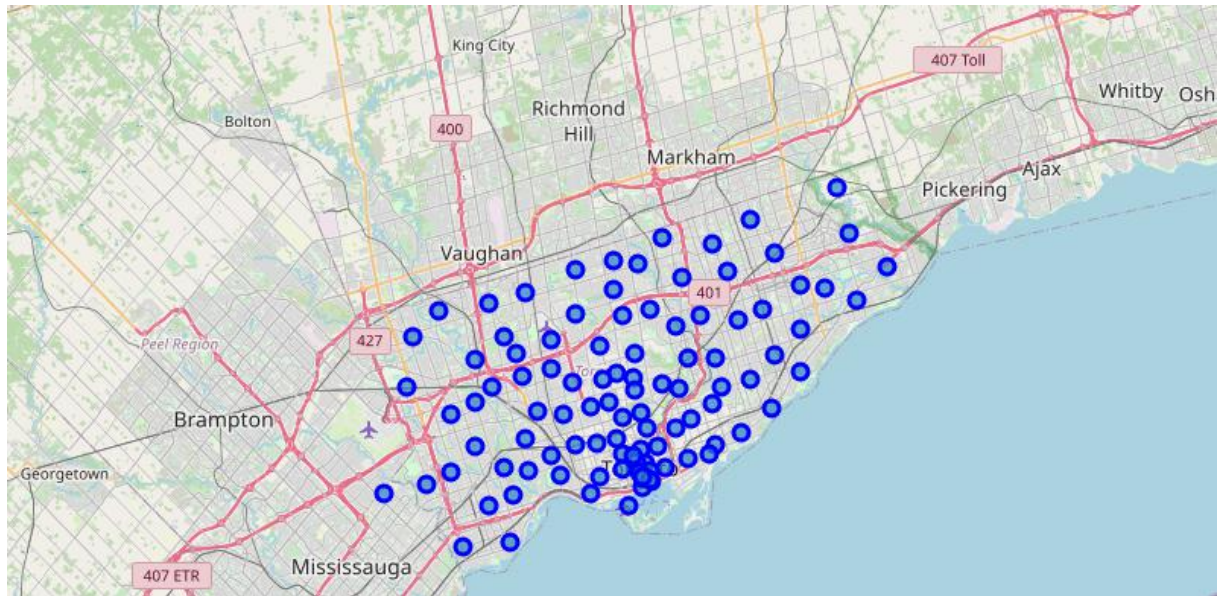 King City
407 Toll
Whitby
Osh
Richmond
Hill
Bolton
400
Markham
Ajax
Pickering
Vaughan
401
427
Peel Region
Brampton
Georgetown
Mississauga
407 ETR